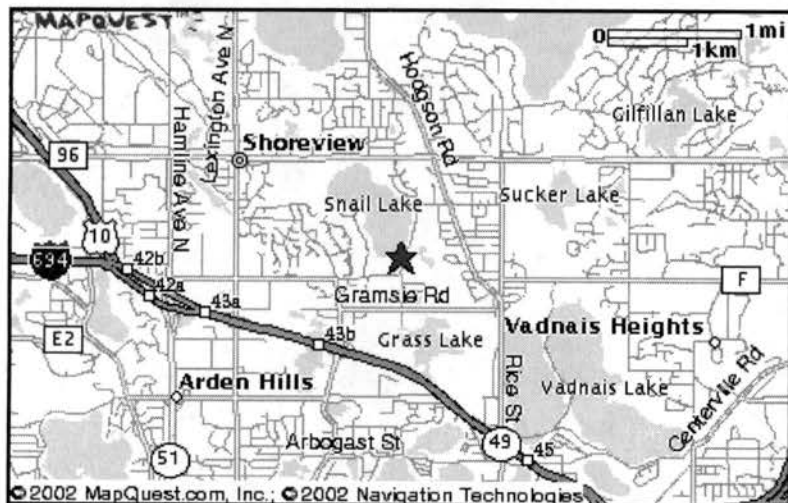 MAPQUEST
0 1mi
1km
Hamline Ave N
Lexington Ave N
Hodgson Rd
Gilfillan Lake
Shoreview
96
Snail Lake
Sucker Lake
10
694
42b
42a
43a
Gramsie Rd
F
E2
43b
Grass Lake
Vadnais Heights
Rice St
Arden Hills
Vadnais Lake
Centerville Rd
Arbogast St
49
45
51
©2002 MapQuest.com, Inc.; ©2002 Navigation Technologies